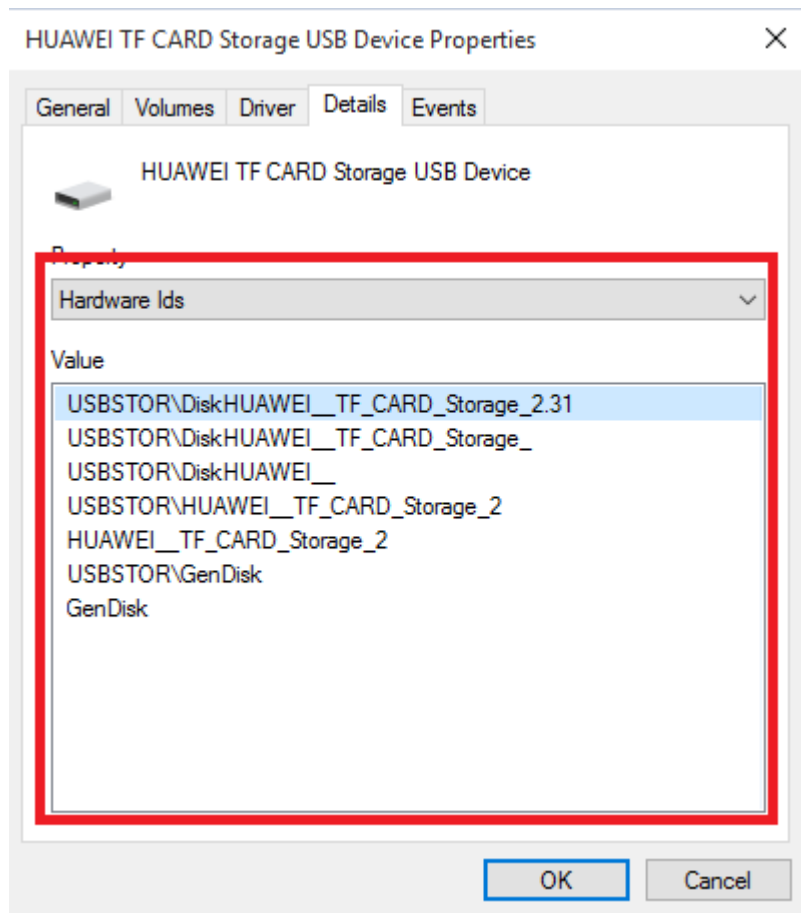 HUAWEI TF CARD Storage USB Device Properties
General Volumes Driver Details Events
HUAWEI TF CARD Storage USB Device
Property
Hardware Ids
Value
USBSTOR\DiskHUAWEI__TF_CARD_Storage_2.31
USBSTOR\DiskHUAWEI__TF_CARD_Storage_
USBSTOR\DiskHUAWEI__
USBSTOR\HUAWEI__TF_CARD_Storage_2
HUAWEI__TF_CARD_Storage_2
USBSTOR\GenDisk
GenDisk
OK Cancel